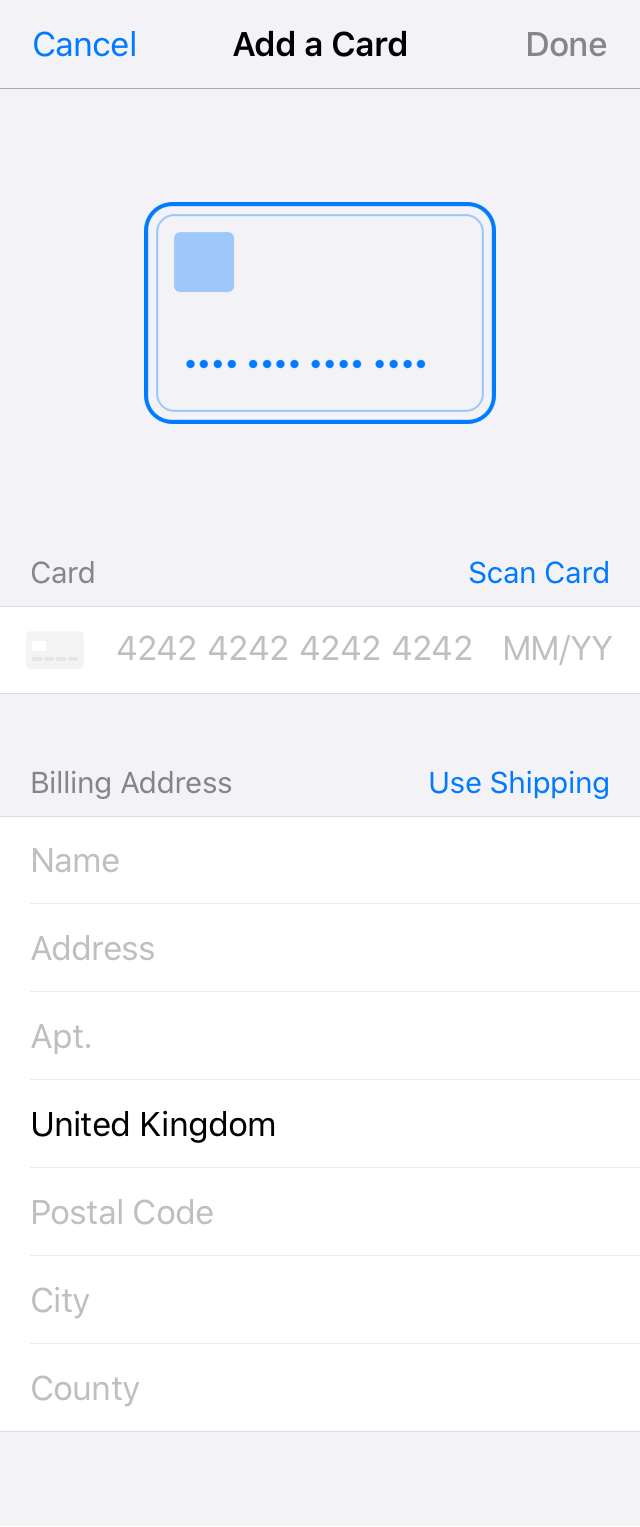 Cancel Add a Card Done
Card Scan Card
4242 4242 4242 4242 MM/YY
Billing Address Use Shipping
Name
Address
Apt.
United Kingdom
Postal Code
City
County